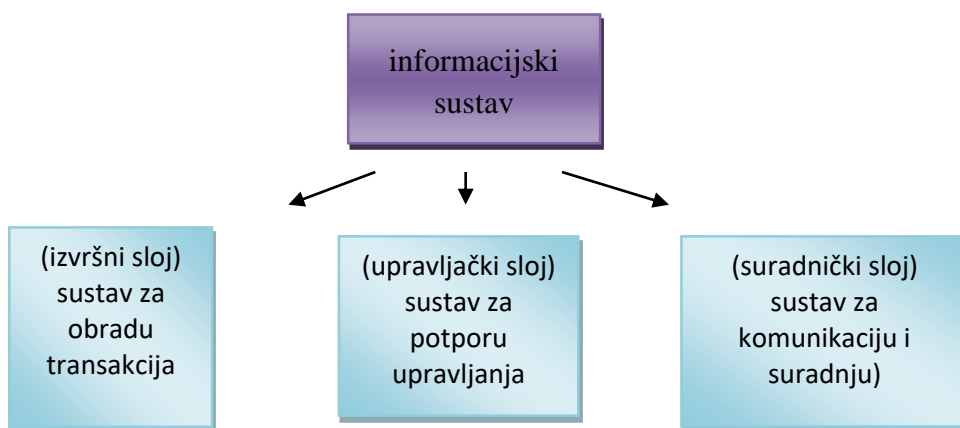 informacijski
sustav
(izvršni sloj)
sustav za
obradu
transakcija
(upravljački sloj)
sustav za
potporu
upravljanja
(suradnički sloj)
sustav za
komunikaciju i
suradnju)